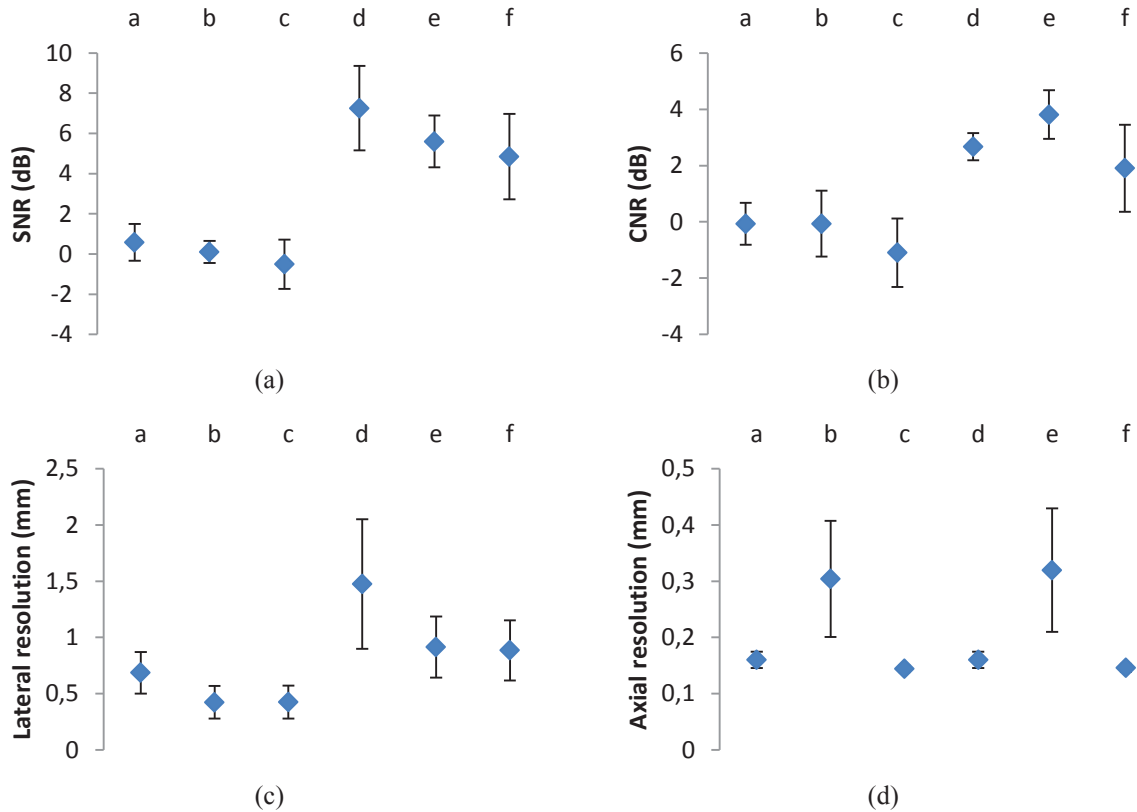 a b c d e f
10
8
6
4
2
0
-2
-4
SNR (dB)
(a)
a b c d e f
6
4
2
0
-2
-4
CNR (dB)
(b)
a b c d e f
2,5
2
1,5
1
0,5
0
Lateral resolution (mm)
(c)
a b c d e f
0,5
0,4
0,3
0,2
0,1
0
Axial resolution (mm)
(d)